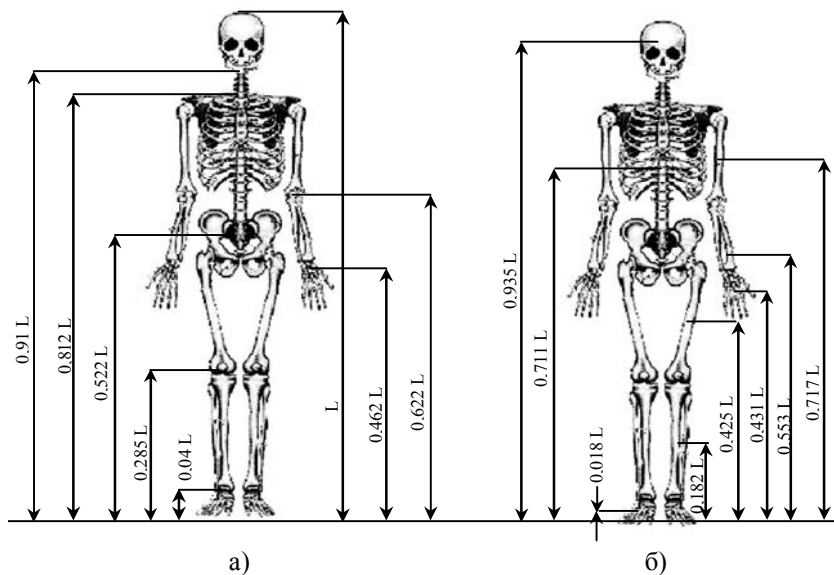 0.91 L
0.812 L
0.522 L
0.285 L
0.04 L
L
0.462 L
0.622 L
а)
0.935 L
0.711 L
0.018 L
0.182 L
0.425 L
0.431 L
0.553 L
0.717 L
б)